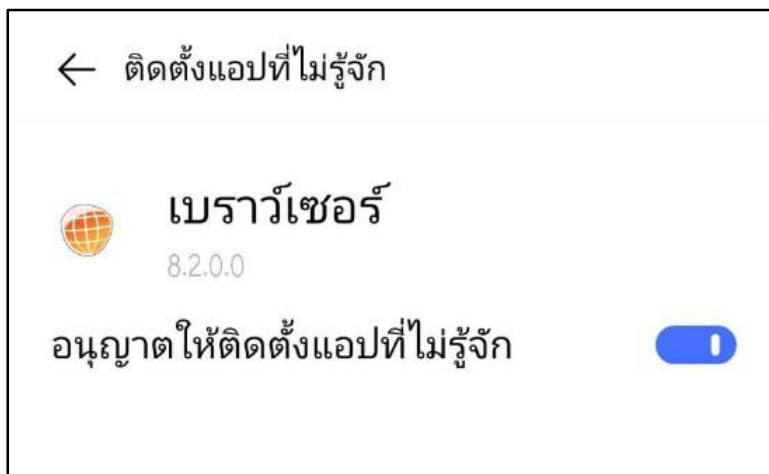 ติดตั้งแอปที่ไม่รู้จัก
เบราว์เซอร์
8.2.0.0
อนุญาตให้ติดตั้งแอปที่ไม่รู้จัก